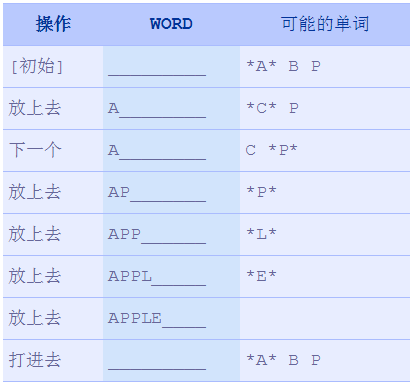 操作 WORD 可能的单词
[初始] __________ *A* B P
放上去 A_________ *C* P
下一个 A_________ C *P*
放上去 AP________ *P*
放上去 APP_______ *L*
放上去 APPL______ *E*
放上去 APPLE_____
打进去 __________ *A* B P